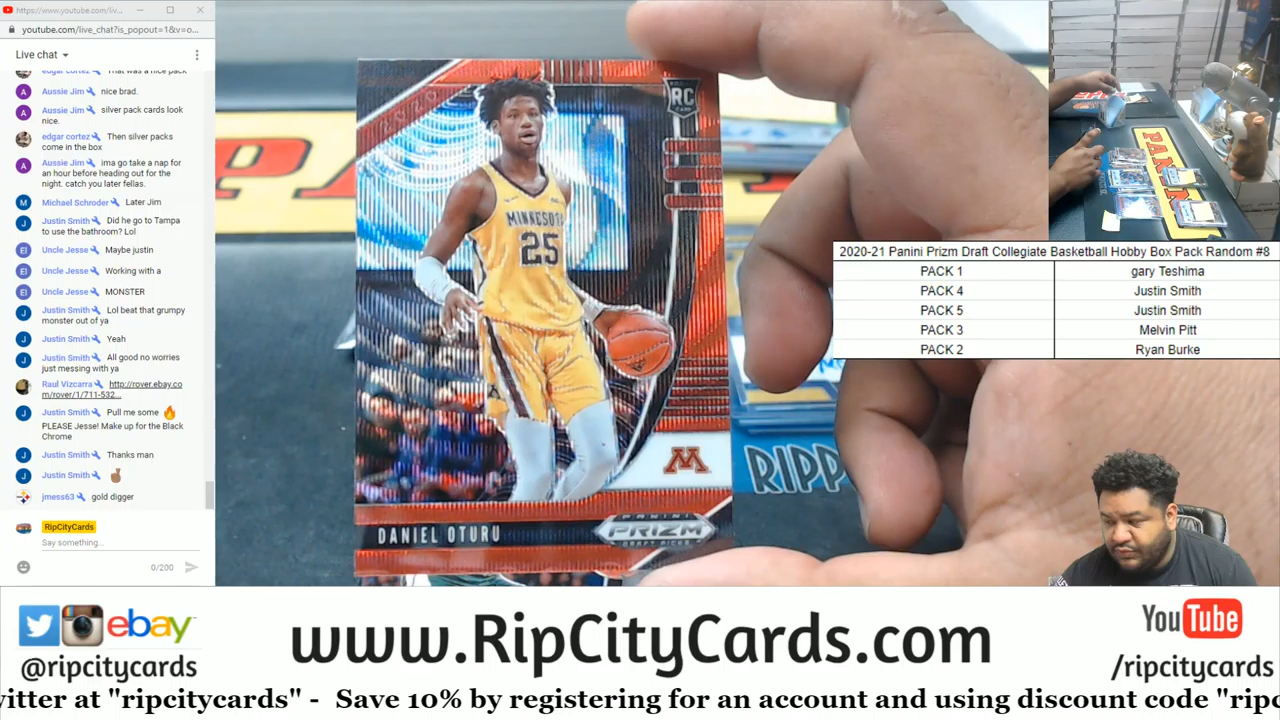 https://www.youtube.com/liv...
youtube.com/live_chat?is_popout=1&v=o...
Live chat
edgar cortez That was a nice pack
Aussie Jim nice brad.
Aussie Jim silver pack cards look
nice.
edgar cortez Then silver packs
come in the box
Aussie Jim ima go take a nap for
an hour before heading out for the
night. catch you later fellas.
Michael Schroder Later Jim
Justin Smith Did he go to Tampa
to use the bathroom? Lol
Uncle Jesse Maybe justin
Uncle Jesse Working with a
Uncle Jesse MONSTER
Justin Smith Lol beat that grumpy
monster out of ya
Justin Smith Yeah
Justin Smith All good no worries
just messing with ya
Raul Vizcarra http://rover.ebay.co
m/rover/1/711-532...
Justin Smith Pull me some 🔥
PLEASE Jesse! Make up for the Black
Chrome
Justin Smith Thanks man
Justin Smith
jmess63 gold digger
RipCityCards
Say something...
0/200
2020
RC
CARD
MINNESOTA
25
M
DANIEL OTURU
PANINI
PRIZM
DRAFT PICKS
RIPP
PANINI
2020-21 Panini Prizm Draft Collegiate Basketball Hobby Box Pack Random #8
PACK 1 gary Teshima
PACK 4 Justin Smith
PACK 5 Justin Smith
PACK 3 Melvin Pitt
PACK 2 Ryan Burke
ebay
@ripcitycards
www.RipCityCards.com
YouTube
/ripcitycards
witter at "ripcitycards" - Save 10% by registering for an account and using discount code "ripc